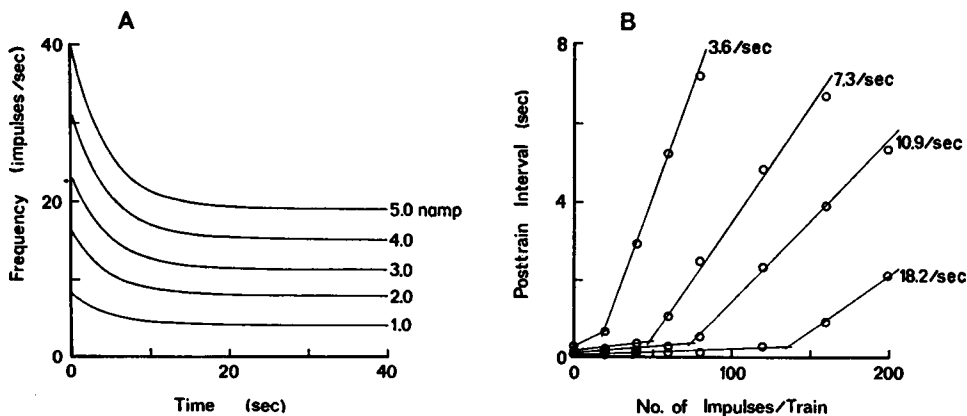 A
40
20
0
Frequency (impulses/sec)
5.0 namp
4.0
3.0
2.0
1.0
0
20
40
Time (sec)
B
8
4
0
Posttrain Interval (sec)
3.6/sec
7.3/sec
10.9/sec
18.2/sec
0
100
200
No. of Impulses/Train